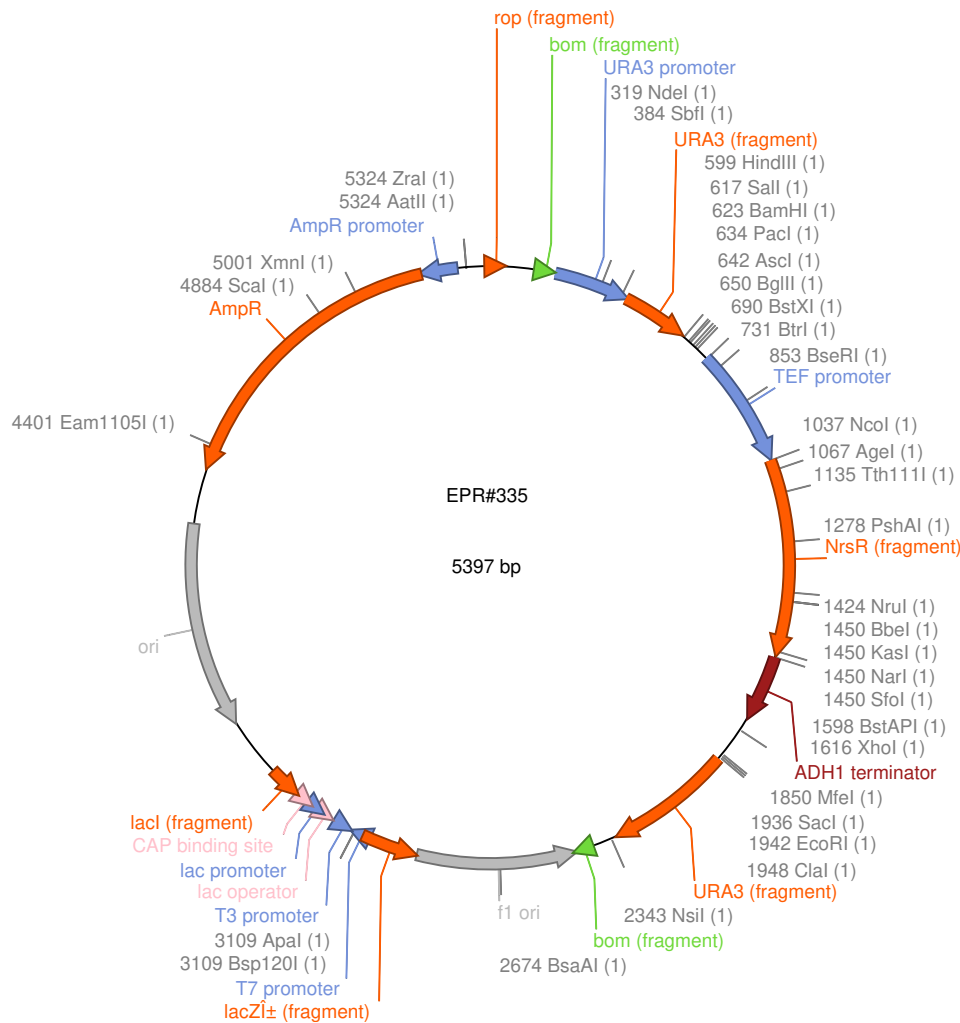 rop (fragment)
bom (fragment)
URA3 promoter
319 NdeI (1)
384 SbfI (1)
URA3 (fragment)
599 HindIII (1)
617 SalI (1)
623 BamHI (1)
634 PacI (1)
642 AscI (1)
650 BglII (1)
690 BstXI (1)
731 BtrI (1)
853 BseRI (1)
TEF promoter
1037 NcoI (1)
1067 AgeI (1)
1135 Tth111I (1)
1278 PshAI (1)
NrsR (fragment)
1424 NruI (1)
1450 BbeI (1)
1450 KasI (1)
1450 NarI (1)
1450 SfoI (1)
1598 BstAPI (1)
1616 XhoI (1)
ADH1 terminator
1850 MfeI (1)
1936 SacI (1)
1942 EcoRI (1)
1948 ClaI (1)
URA3 (fragment)
2343 NsiI (1)
bom (fragment)
2674 BsaAI (1)
f1 ori
lacZÎ± (fragment)
T7 promoter
3109 Bsp120I (1)
3109 ApaI (1)
T3 promoter
lac operator
lac promoter
CAP binding site
lacI (fragment)
ori
4401 Eam1105I (1)
AmpR
4884 ScaI (1)
5001 XmnI (1)
AmpR promoter
5324 AatII (1)
5324 ZraI (1)
EPR#335
5397 bp